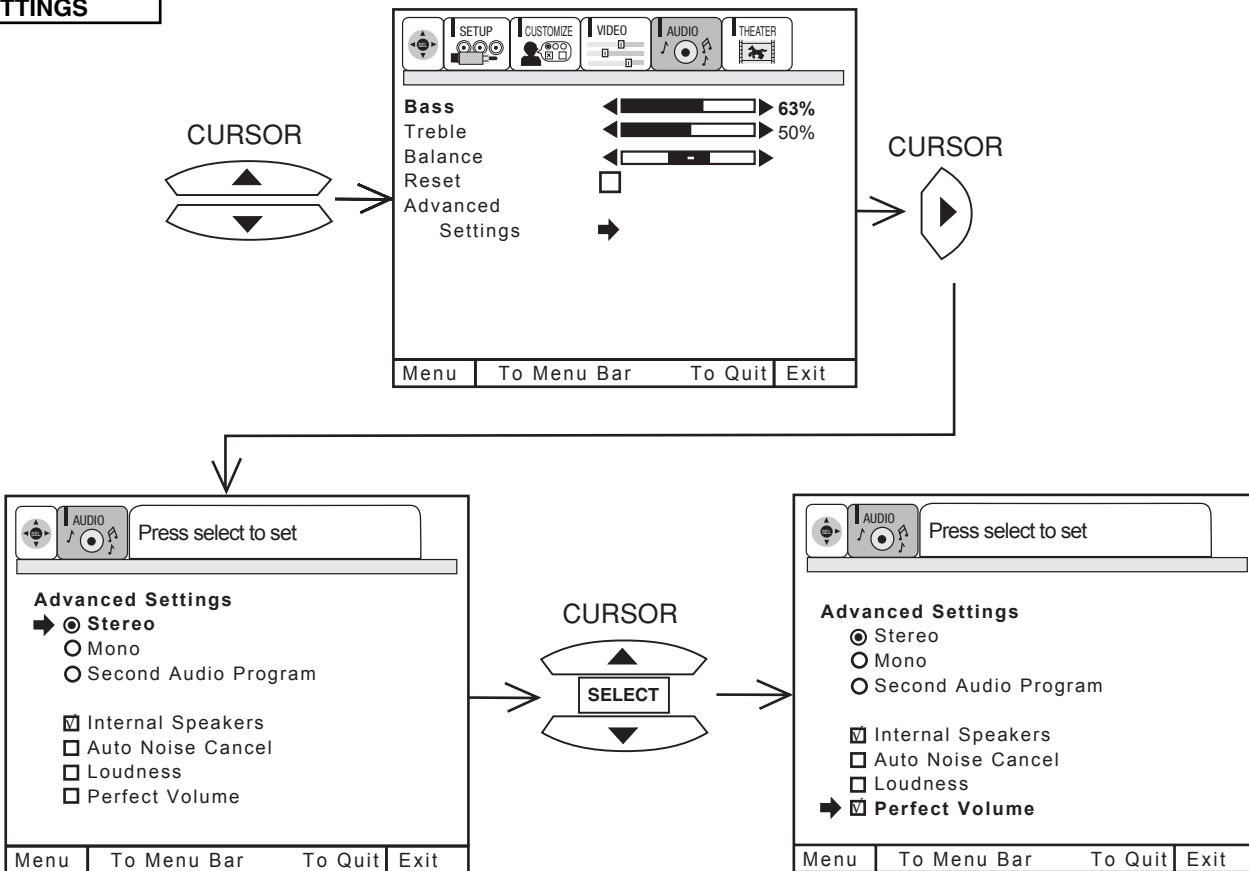 SETUP
CUSTOMIZE
VIDEO
AUDIO
THEATER
SEL
Bass 63%
Treble 50%
Balance
Reset
Advanced
Settings
Menu To Menu Bar To Quit Exit
CURSOR
CURSOR
SEL
AUDIO
Press select to set
Advanced Settings
Stereo
Mono
Second Audio Program
Internal Speakers
Auto Noise Cancel
Loudness
Perfect Volume
Menu To Menu Bar To Quit Exit
CURSOR
SELECT
SEL
AUDIO
Press select to set
Advanced Settings
Stereo
Mono
Second Audio Program
Internal Speakers
Auto Noise Cancel
Loudness
Perfect Volume
Menu To Menu Bar To Quit Exit